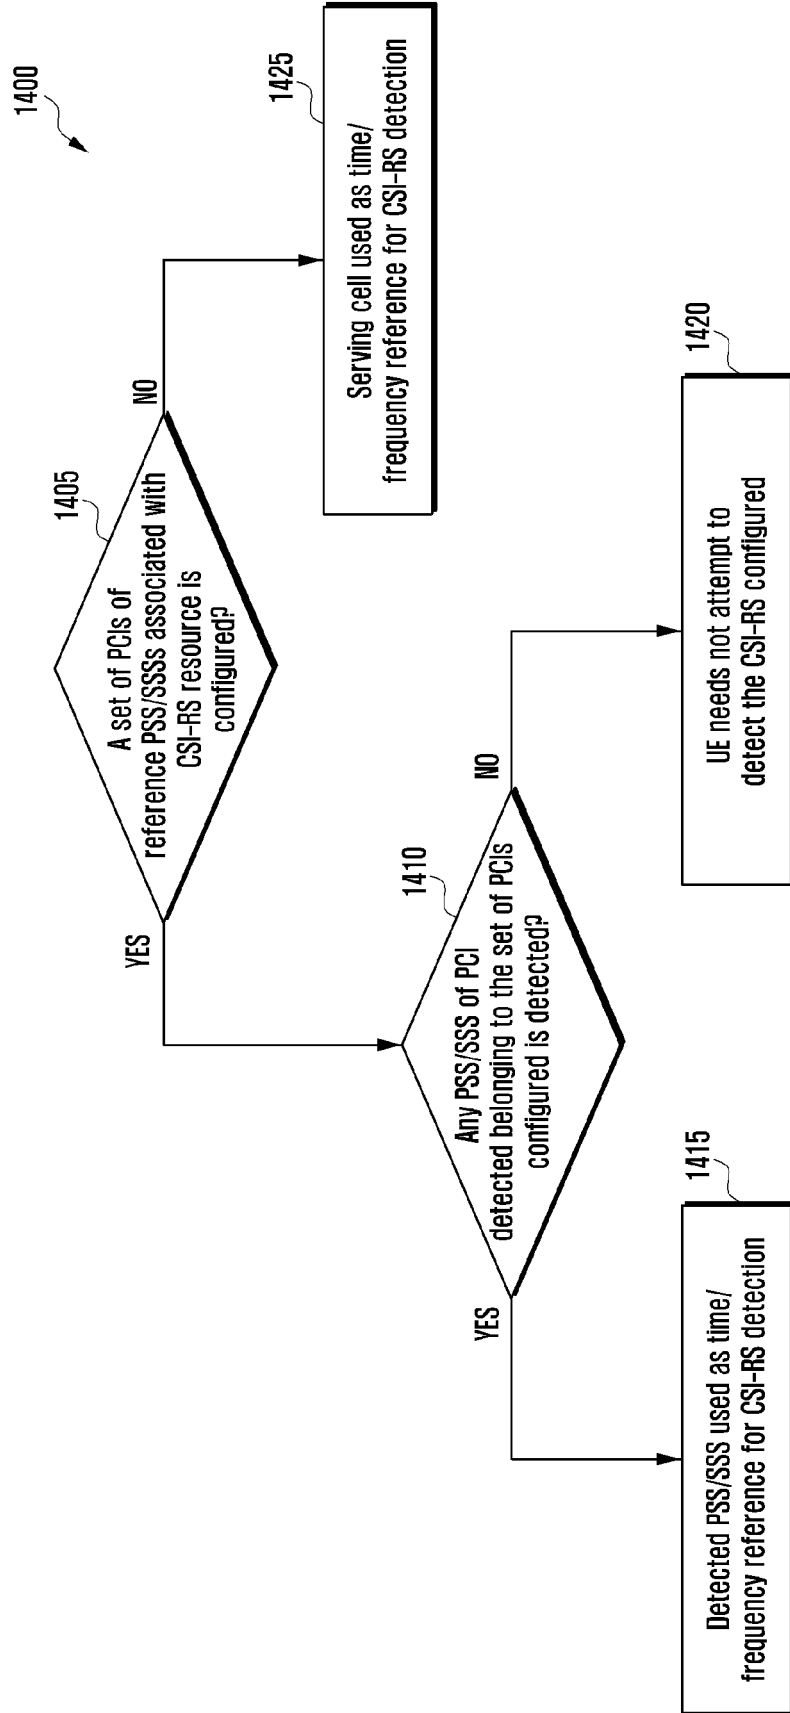 1400
1405
A set of PCIs of
reference PSS/SSSs associated with
CSI-RS resource is
configured?
YES
NO
1425
Serving cell used as time/
frequency reference for CSI-RS detection
1410
Any PSS/SSS of PCI
detected belonging to the set of PCIs
configured is detected?
YES
NO
1415
Detected PSS/SSS used as time/
frequency reference for CSI-RS detection
1420
UE needs not attempt to
detect the CSI-RS configured